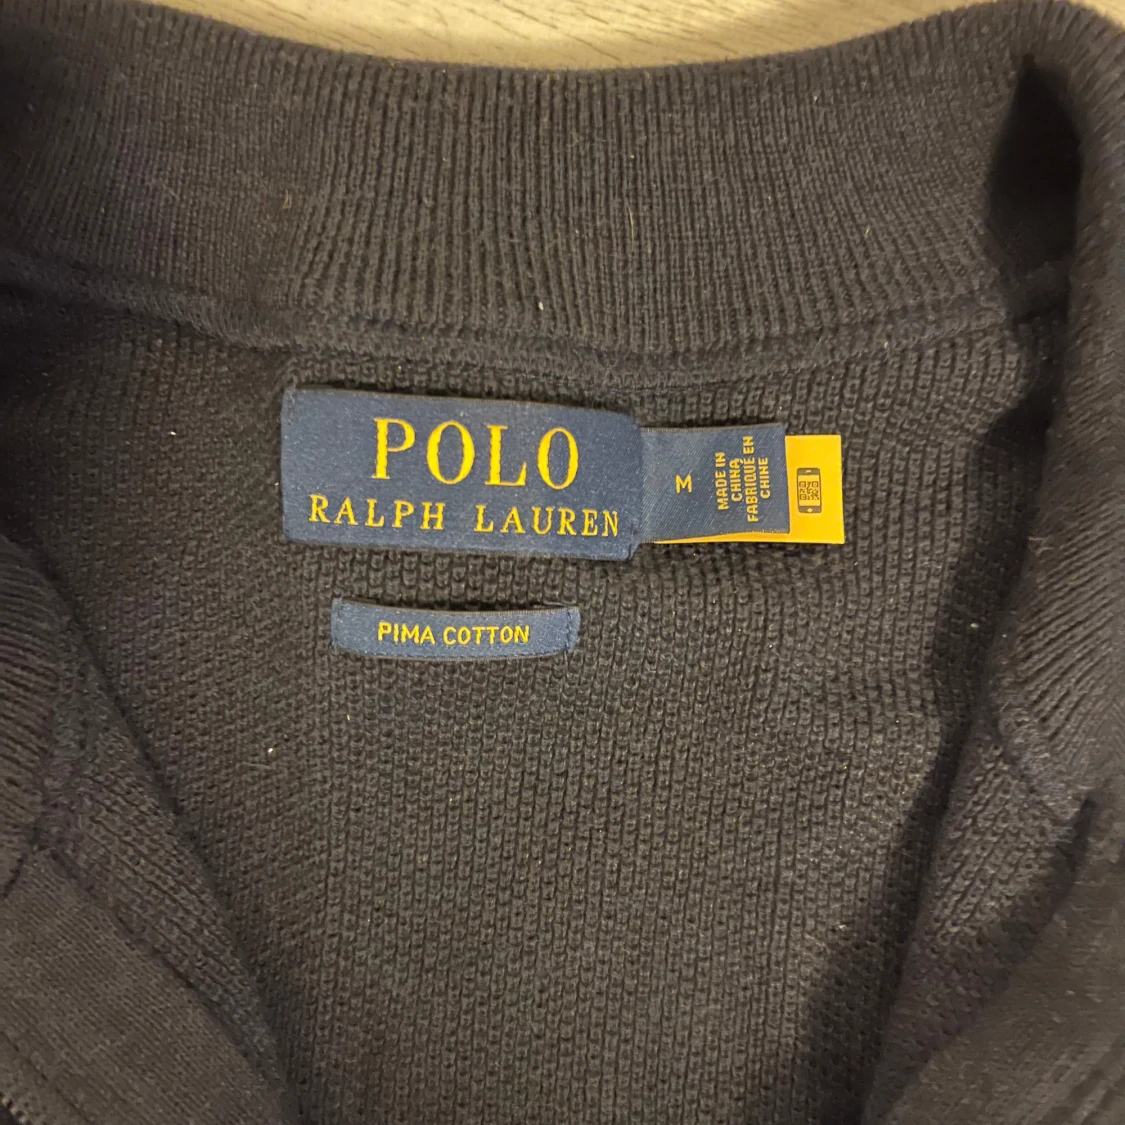 POLO
RALPH LAUREN
M
MADE IN
CHINA
FABRIQUÉ EN
CHINE
PIMA COTTON